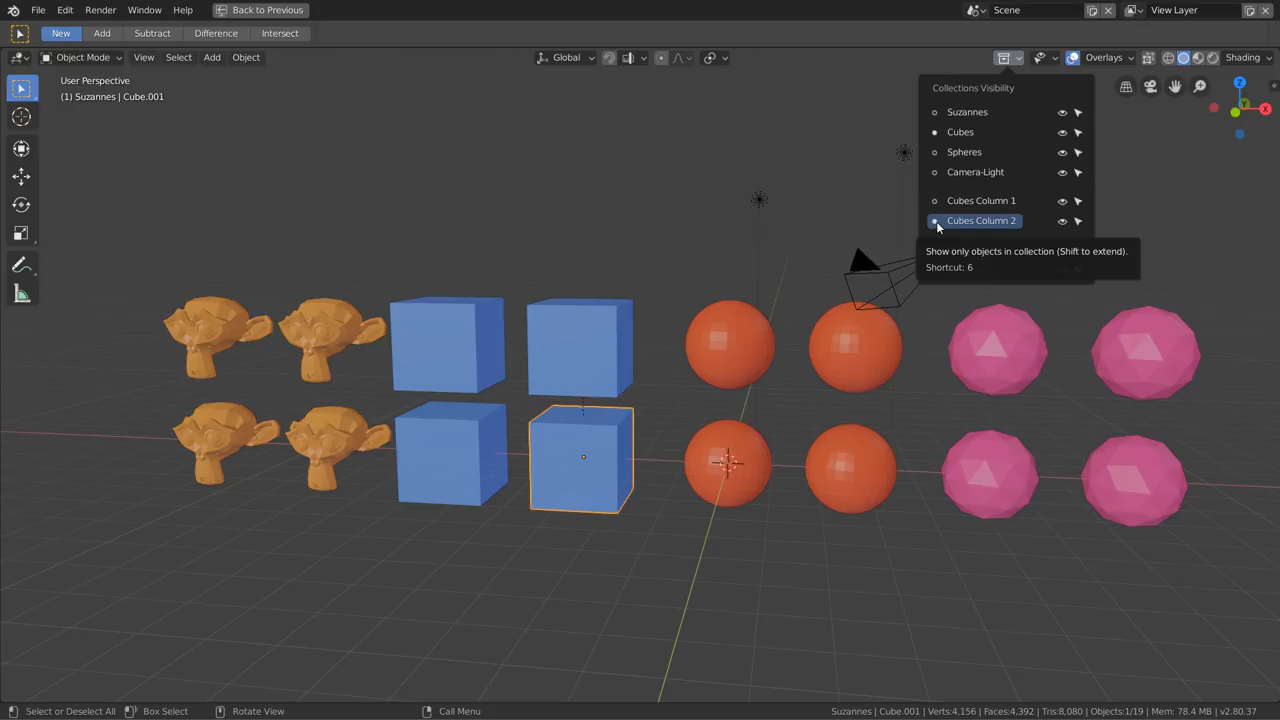 File Edit Render Window Help Back to Previous Scene View Layer
New Add Subtract Difference Intersect
Object Mode View Select Add Object Global Overlays Shading
User Perspective
(1) Suzannes | Cube.001
Collections Visibility
Suzannes
Cubes
Spheres
Camera-Light
Cubes Column 1
Cubes Column 2
Show only objects in collection (Shift to extend).
Shortcut: 6
Z
Y
X
Select or Deselect All Box Select Rotate View Call Menu Suzannes | Cube.001 | Verts:4,156 | Faces:4,392 | Tris:8,080 | Objects:1/19 | Mem: 78.4 MB | v2.80.37